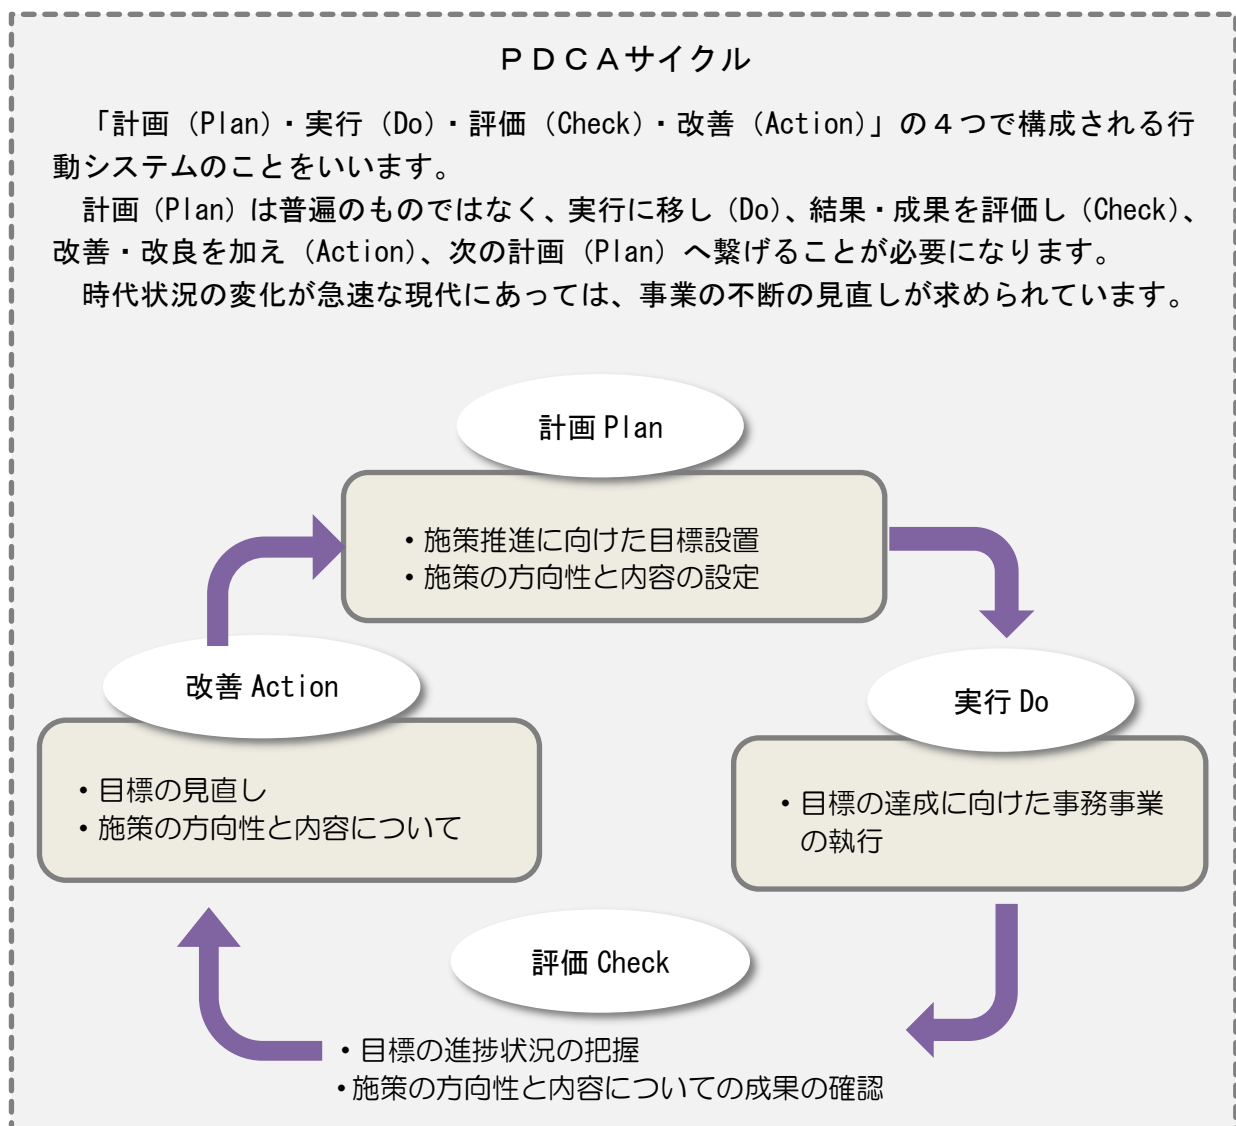 ＰＤＣＡサイクル
「計画（Plan）・実行（Do）・評価（Check）・改善（Action）」の４つで構成される行
動システムのことをいいます。
計画（Plan）は普遍のものではなく、実行に移し（Do）、結果・成果を評価し（Check）、
改善・改良を加え（Action）、次の計画（Plan）へ繋げることが必要になります。
時代状況の変化が急速な現代にあっては、事業の不断の見直しが求められています。
計画 Plan
・施策推進に向けた目標設置
・施策の方向性と内容の設定
改善 Action
・目標の見直し
・施策の方向性と内容について
実行 Do
・目標の達成に向けた事務事業
の執行
評価 Check
・目標の進捗状況の把握
・施策の方向性と内容についての成果の確認